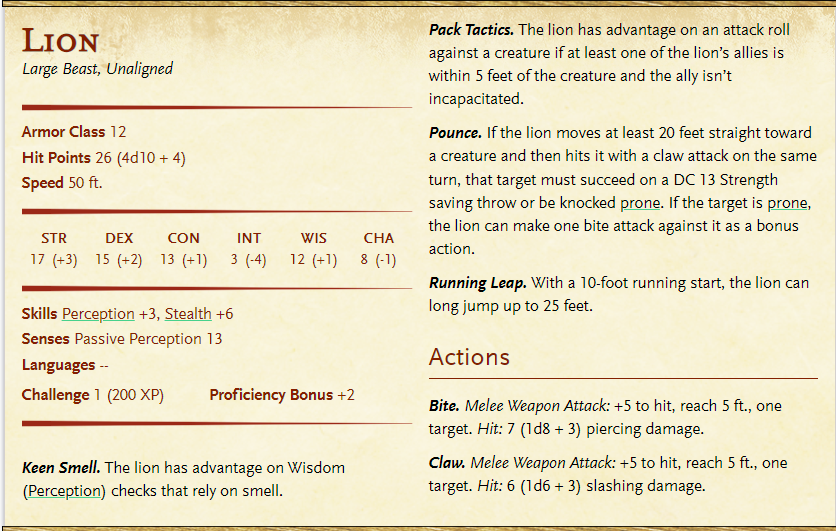 LION
Large Beast, Unaligned
Armor Class 12
Hit Points 26 (4d10 + 4)
Speed 50 ft.
STR DEX CON INT WIS CHA
17 (+3) 15 (+2) 13 (+1) 3 (-4) 12 (+1) 8 (-1)
Skills Perception +3, Stealth +6
Senses Passive Perception 13
Languages --
Challenge 1 (200 XP) Proficiency Bonus +2
Keen Smell. The lion has advantage on Wisdom
(Perception) checks that rely on smell.
Pack Tactics. The lion has advantage on an attack roll
against a creature if at least one of the lion's allies is
within 5 feet of the creature and the ally isn't
incapacitated.
Pounce. If the lion moves at least 20 feet straight toward
a creature and then hits it with a claw attack on the same
turn, that target must succeed on a DC 13 Strength
saving throw or be knocked prone. If the target is prone,
the lion can make one bite attack against it as a bonus
action.
Running Leap. With a 10-foot running start, the lion can
long jump up to 25 feet.
Actions
Bite. Melee Weapon Attack: +5 to hit, reach 5 ft., one
target. Hit: 7 (1d8 + 3) piercing damage.
Claw. Melee Weapon Attack: +5 to hit, reach 5 ft., one
target. Hit: 6 (1d6 + 3) slashing damage.